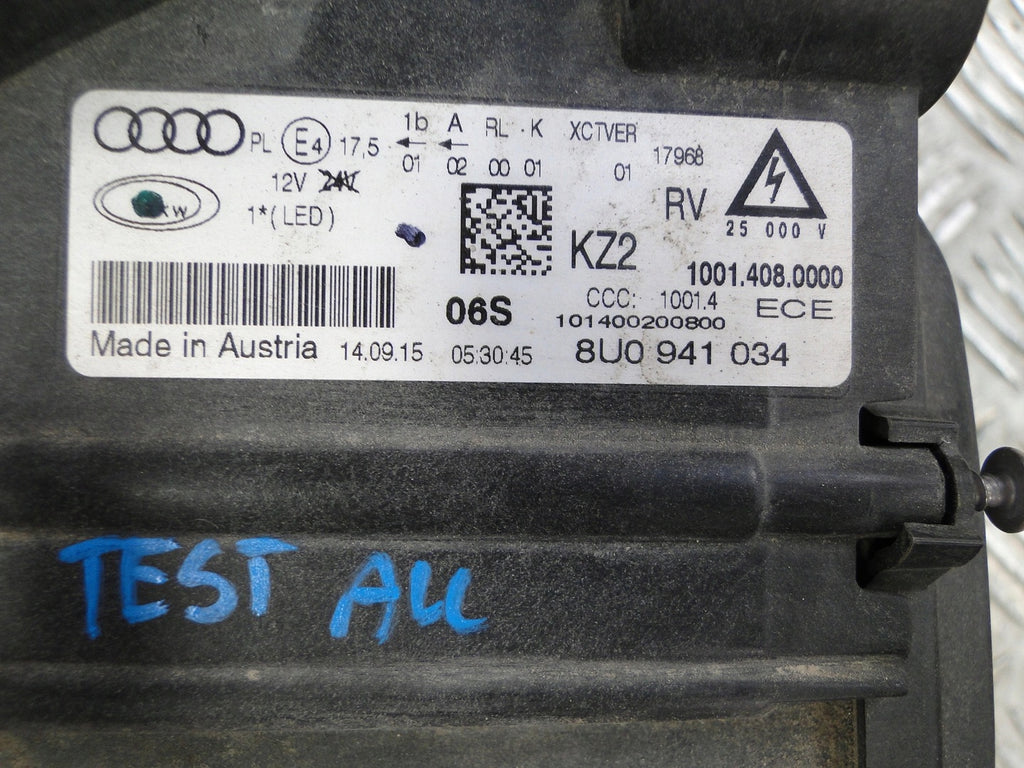 PL E4 17,5 1b A RL K XCTVER
01 02 00 01 01 17968
12V 24V
1*(LED) RV
25 000 V
KZ2
1001.408.0000
06S CCC: 1001.4 ECE
101400200800
Made in Austria 14.09.15 05:30:45 8U0 941 034
TEST ALL